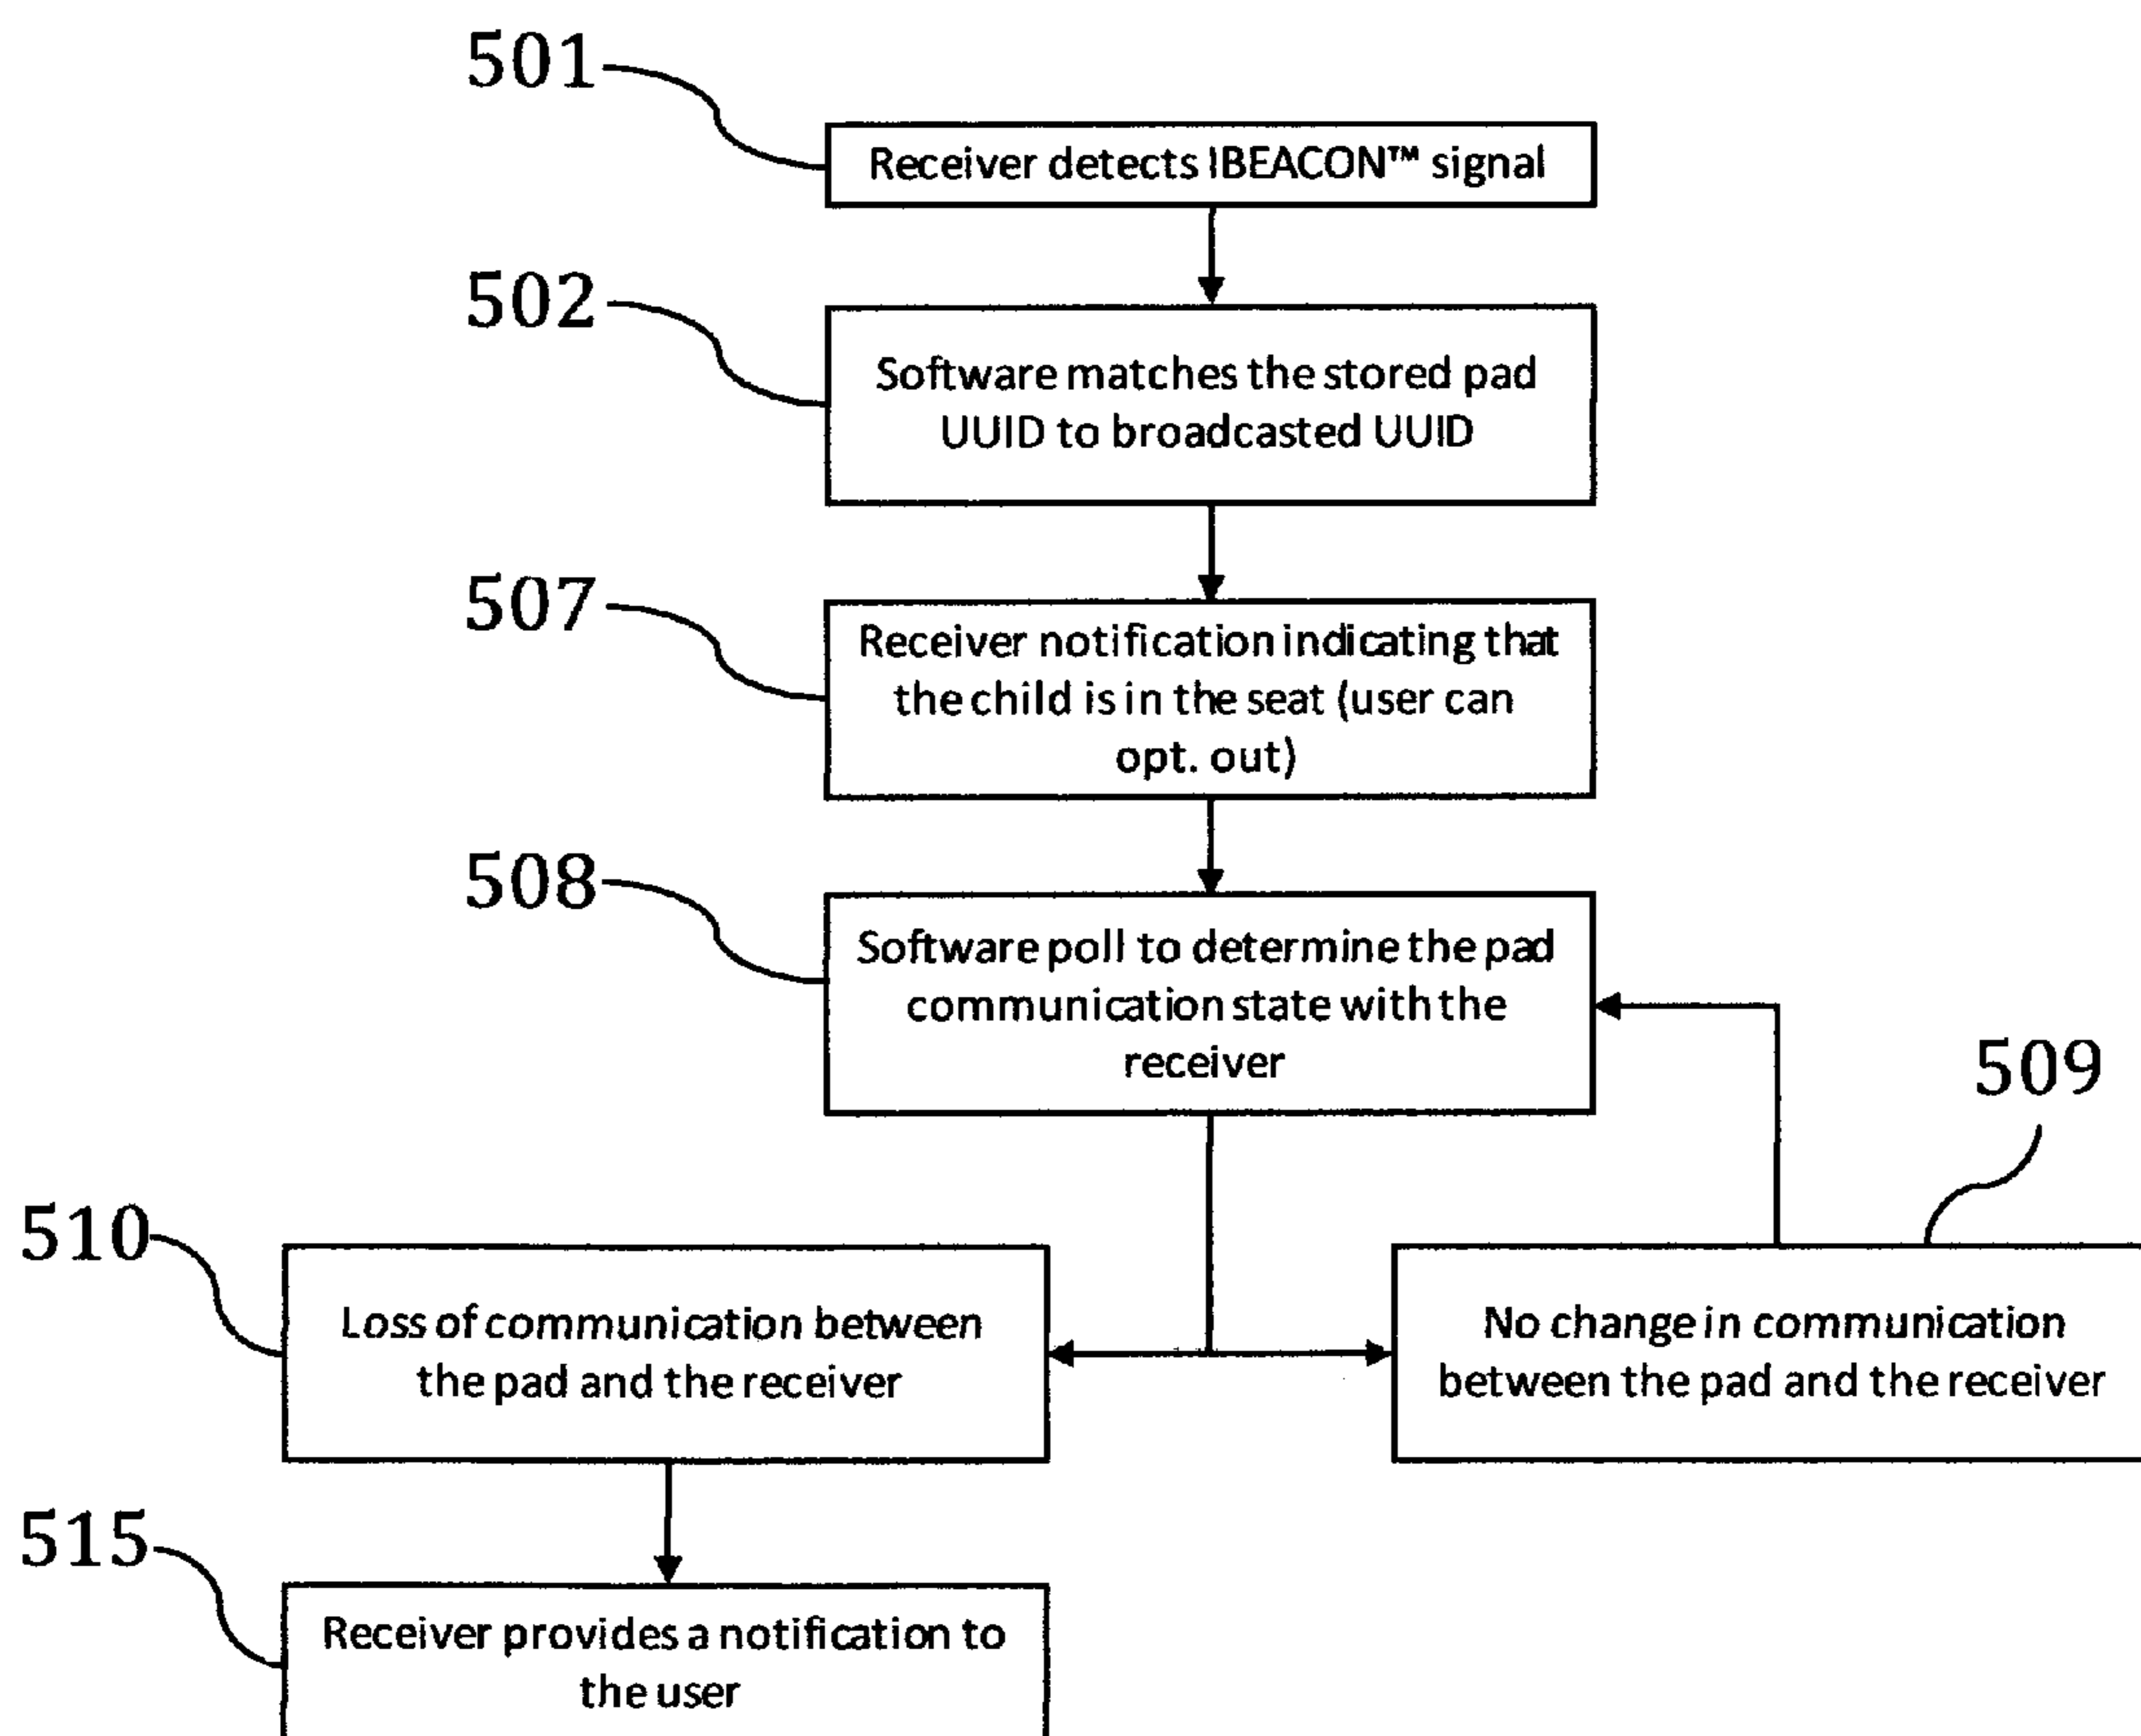 501
Receiver detects IBEACON™ signal
502
Software matches the stored pad
UUID to broadcasted UUID
507
Receiver notification indicating that
the child is in the seat (user can
opt. out)
508
Software poll to determine the pad
communication state with the
receiver
509
510
Loss of communication between
the pad and the receiver
No change in communication
between the pad and the receiver
515
Receiver provides a notification to
the user